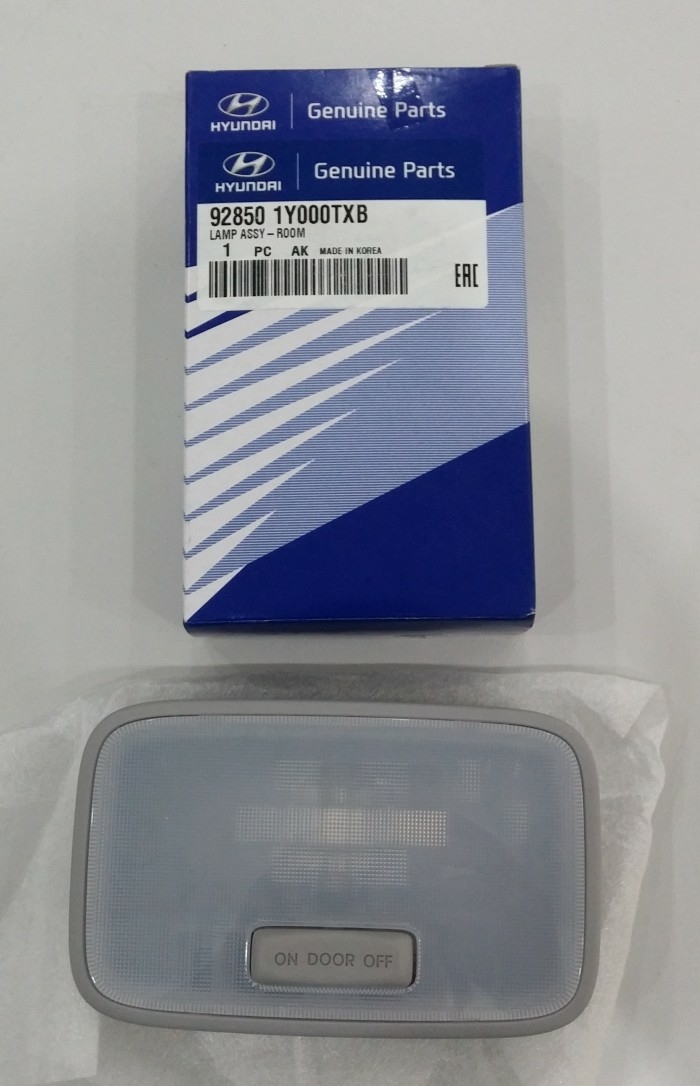 HYUNDAI Genuine Parts
HYUNDAI Genuine Parts
92850 1Y000TXB
LAMP ASSY-ROOM
1 PC AK MADE IN KOREA
EAC
ON DOOR OFF